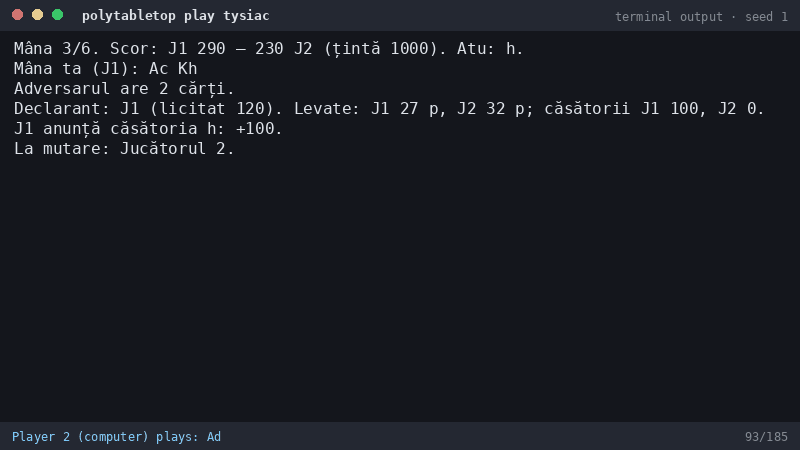 polytabletop play tysiac
terminal output · seed 1
Mâna 3/6. Scor: J1 290 – 230 J2 (țintă 1000). Atu: h.
Mâna ta (J1): Ac Kh
Adversarul are 2 cărți.
Declarant: J1 (licitat 120). Levate: J1 27 p, J2 32 p; căsătorii J1 100, J2 0.
J1 anunță căsătoria h: +100.
La mutare: Jucătorul 2.
Player 2 (computer) plays: Ad
93/185